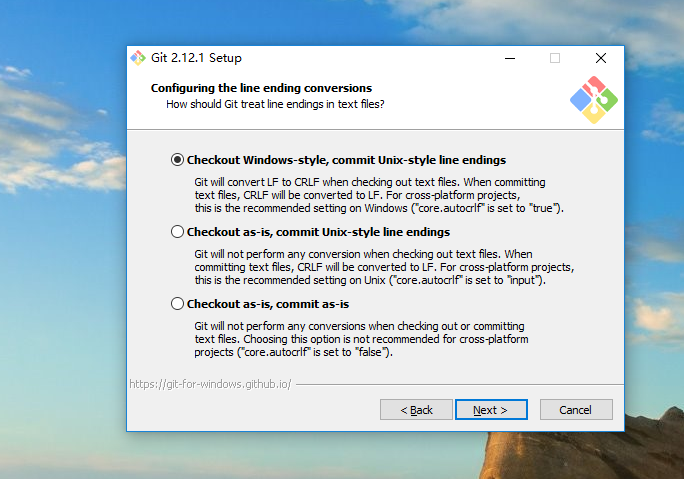 Git 2.12.1 Setup
Configuring the line ending conversions
How should Git treat line endings in text files?
Checkout Windows-style, commit Unix-style line endings
Git will convert LF to CRLF when checking out text files. When committing
text files, CRLF will be converted to LF. For cross-platform projects,
this is the recommended setting on Windows ("core.autocrlf" is set to "true").
Checkout as-is, commit Unix-style line endings
Git will not perform any conversion when checking out text files. When
committing text files, CRLF will be converted to LF. For cross-platform projects,
this is the recommended setting on Unix ("core.autocrlf" is set to "input").
Checkout as-is, commit as-is
Git will not perform any conversions when checking out or committing
text files. Choosing this option is not recommended for cross-platform
projects ("core.autocrlf" is set to "false").
https://git-for-windows.github.io/
< Back
Next >
Cancel